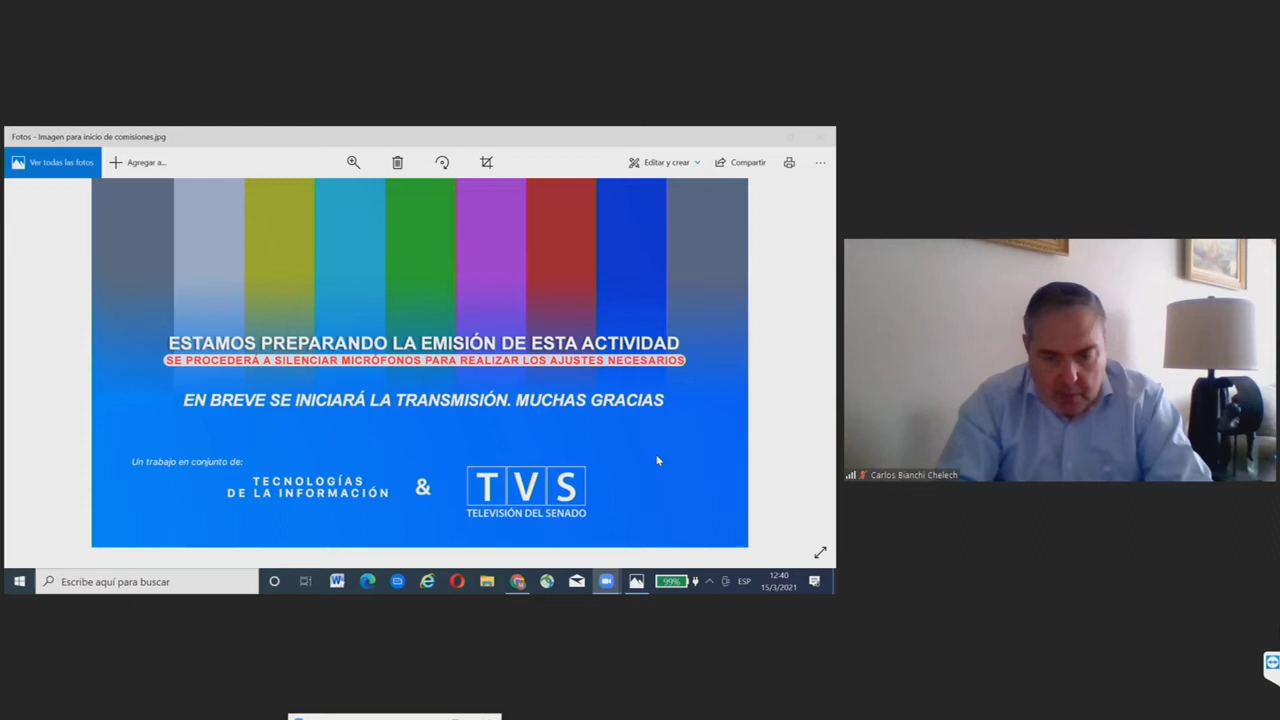 Fotos - Imagen para inicio de comisiones.jpg
Ver todas las fotos
Agregar a...
Editar y crear
Compartir
ESTAMOS PREPARANDO LA EMISIÓN DE ESTA ACTIVIDAD
SE PROCEDERÁ A SILENCIAR MICRÓFONOS PARA REALIZAR LOS AJUSTES NECESARIOS
EN BREVE SE INICIARÁ LA TRANSMISIÓN. MUCHAS GRACIAS
Un trabajo en conjunto de:
TECNOLOGÍAS
DE LA INFORMACIÓN
&
TVS
TELEVISIÓN DEL SENADO
Carlos Bianchi Chelech
Escribe aquí para buscar
99%
ESP
12:40
15/3/2021